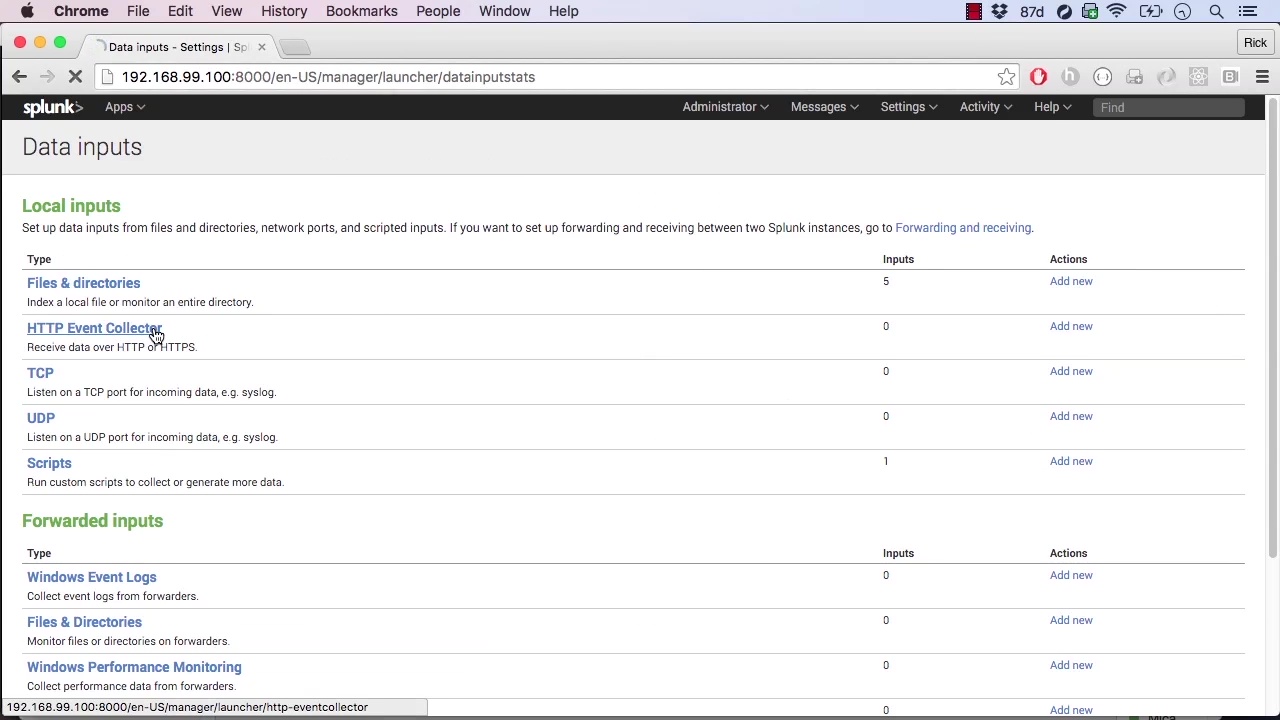 Chrome File Edit View History Bookmarks People Window Help 87d
Data inputs - Settings | Spl
Rick
192.168.99.100:8000/en-US/manager/launcher/datainputstats
splunk> Apps Administrator Messages Settings Activity Help Find
Data inputs
Local inputs
Set up data inputs from files and directories, network ports, and scripted inputs. If you want to set up forwarding and receiving between two Splunk instances, go to Forwarding and receiving.
Type Inputs Actions
Files & directories 5 Add new
Index a local file or monitor an entire directory.
HTTP Event Collector 0 Add new
Receive data over HTTP or HTTPS.
TCP 0 Add new
Listen on a TCP port for incoming data, e.g. syslog.
UDP 0 Add new
Listen on a UDP port for incoming data, e.g. syslog.
Scripts 1 Add new
Run custom scripts to collect or generate more data.
Forwarded inputs
Type Inputs Actions
Windows Event Logs 0 Add new
Collect event logs from forwarders.
Files & Directories 0 Add new
Monitor files or directories on forwarders.
Windows Performance Monitoring 0 Add new
Collect performance data from forwarders.
192.168.99.100:8000/en-US/manager/launcher/http-eventcollector 0 Add new